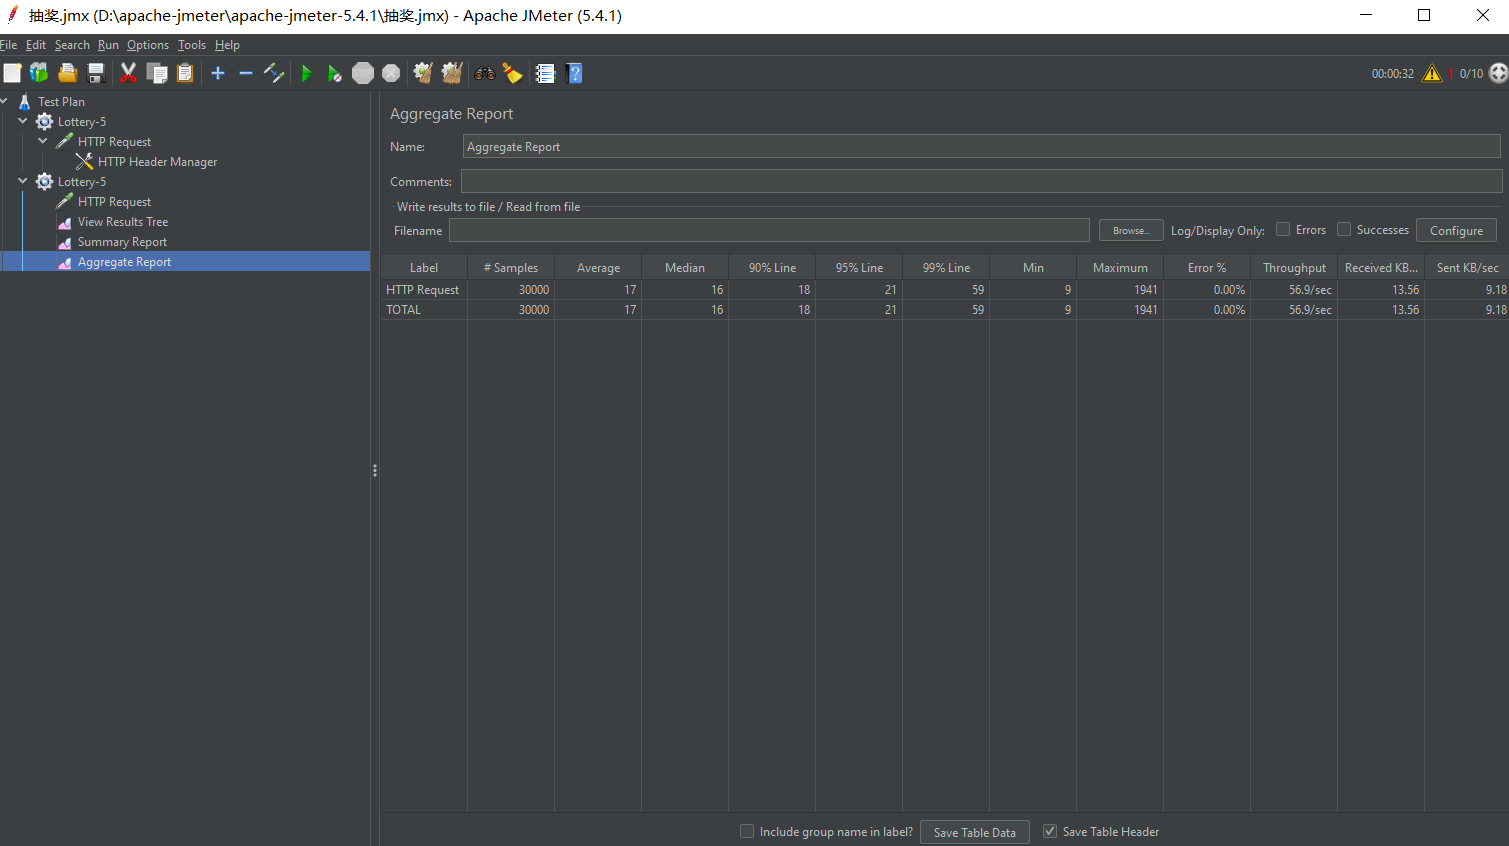 抽奖.jmx (D:\apache-jmeter\apache-jmeter-5.4.1\抽奖.jmx) - Apache JMeter (5.4.1)
File Edit Search Run Options Tools Help
00:00:32 1 0/10
Test Plan
Lottery-5
HTTP Request
HTTP Header Manager
Lottery-5
HTTP Request
View Results Tree
Summary Report
Aggregate Report
Aggregate Report
Name: Aggregate Report
Comments:
Write results to file / Read from file
Filename Browse... Log/Display Only: Errors Successes Configure
Label # Samples Average Median 90% Line 95% Line 99% Line Min Maximum Error % Throughput Received KB... Sent KB/sec
HTTP Request 30000 17 16 18 21 59 9 1941 0.00% 56.9/sec 13.56 9.18
TOTAL 30000 17 16 18 21 59 9 1941 0.00% 56.9/sec 13.56 9.18
Include group name in label? Save Table Data Save Table Header